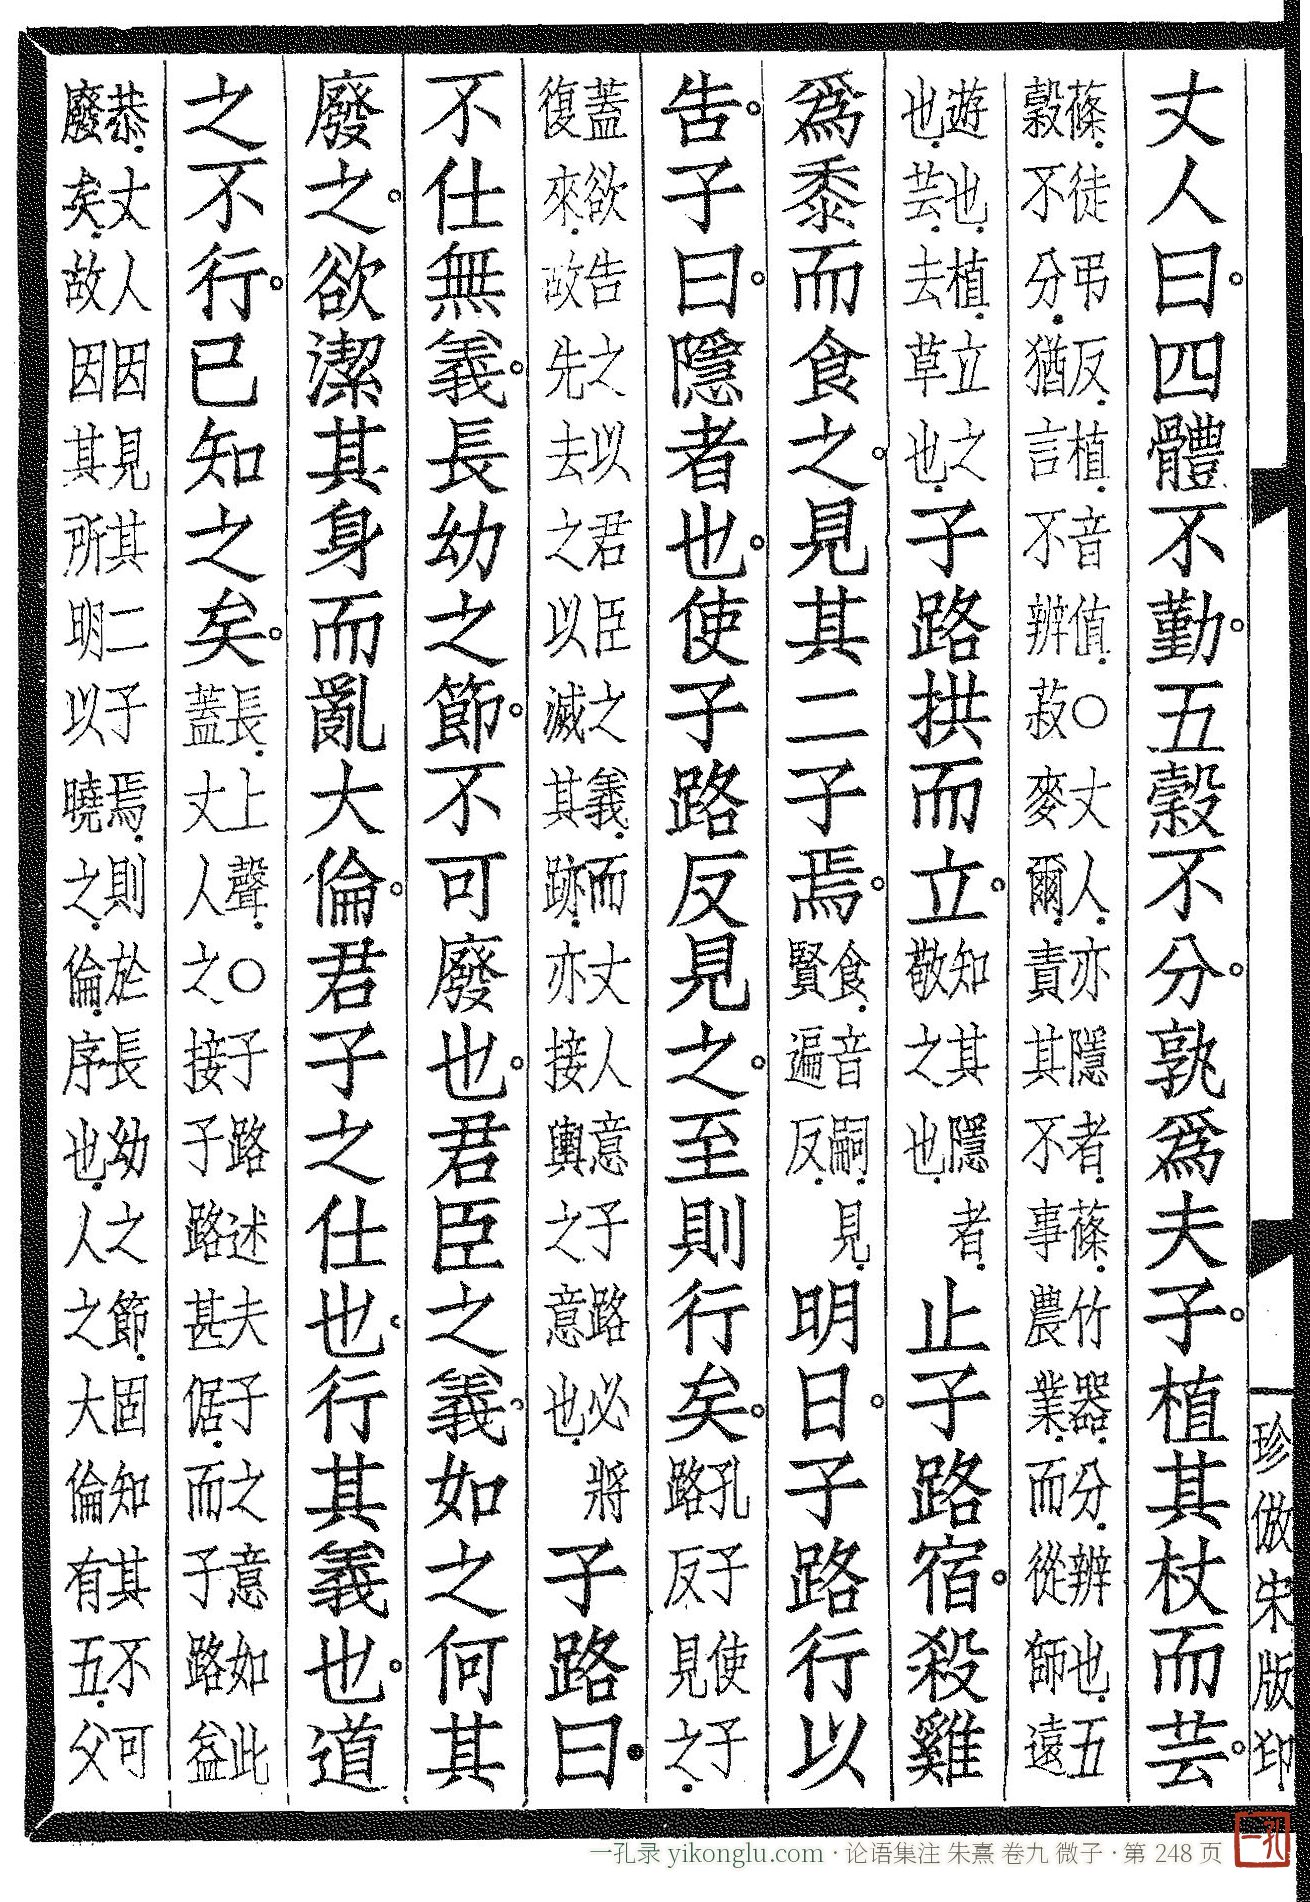 丈人曰。四體不勤。五穀不分。孰爲夫子。植其杖而芸。
蓧.徒弔反.植.音值.○丈人.亦隱者.蓧.竹器.分.辨也.五
穀不分.猶言不辨菽麥爾.責其不事農業.而從師遠
遊也.植.立之
也.芸.去草也.
子路拱而立。
知其隱者.
敬之也.
止子路宿。殺雞
爲黍而食之。見其二子焉。
食.音嗣.見.
賢遍反.
明日。子路行以
告。子曰。隱者也。使子路反見之。至則行矣。
孔子使子
路反見之.
蓋欲告之以君臣之義.而丈人意子路必將
復來.故先去之以滅其跡.亦接輿之意也.
子路曰。
不仕無義。長幼之節。不可廢也。君臣之義。如之何其
廢之。欲潔其身而亂大倫。君子之仕也。行其義也。道
之不行。已知之矣。
長.上聲.○子路述夫子之意如此
蓋丈人之接子路甚倨.而子路益
恭.丈人因見其二子焉.則於長幼之節.固知其不可
廢矣.故因其所明以曉之.倫.序也.人之大倫有五.父
珍倣宋版印
一孔录 yikonglu.com · 论语集注 朱熹 卷九 微子 · 第 248 页
一孔